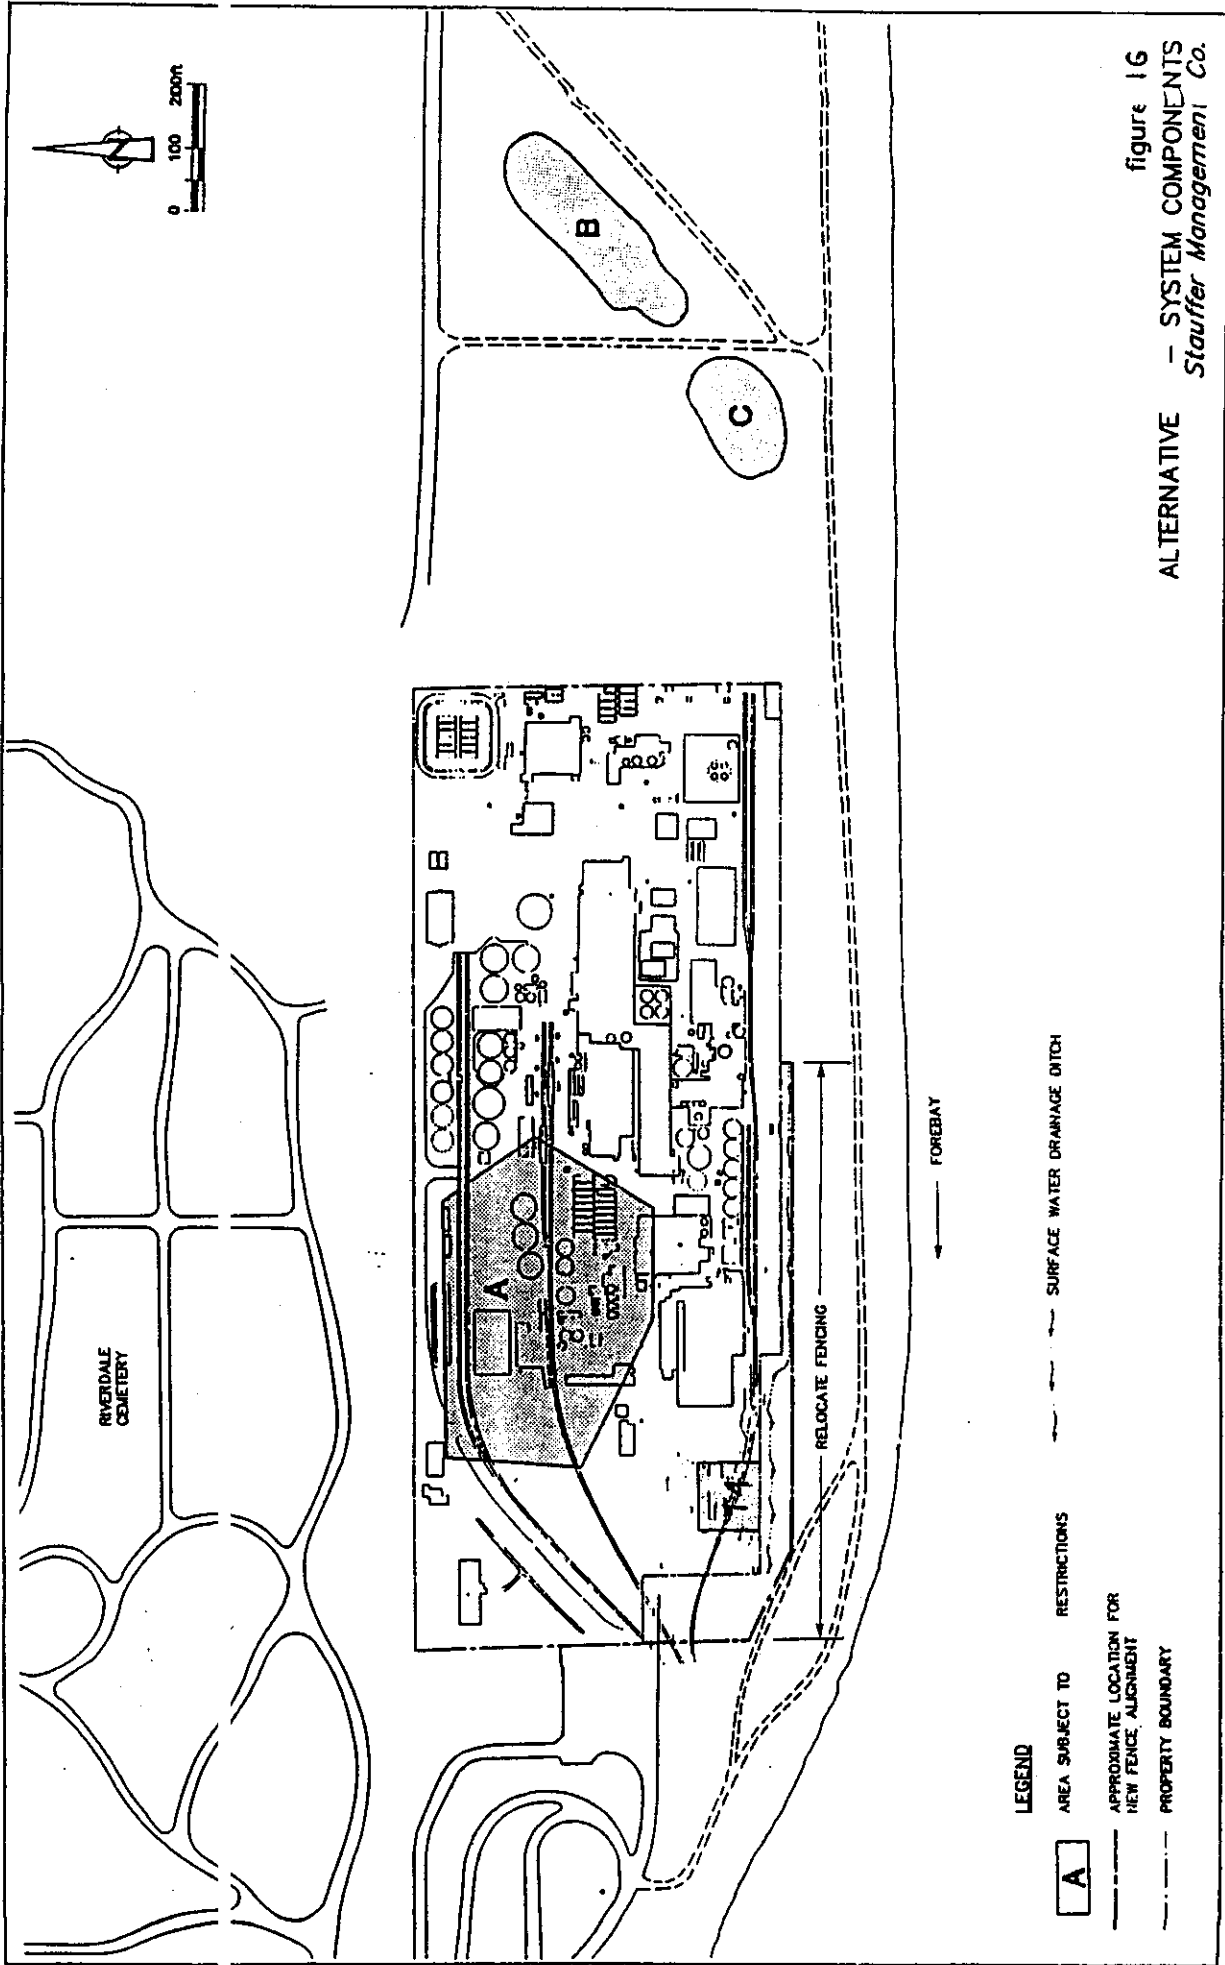 N
0 100 200ft
RIVERDALE
CEMETERY
A
B
C
RELOCATE FENCING
FOREBAY
LEGEND
A
AREA SUBJECT TO RESTRICTIONS
SURFACE WATER DRAINAGE DITCH
APPROXIMATE LOCATION FOR
NEW FENCE ALIGNMENT
PROPERTY BOUNDARY
figure 16
ALTERNATIVE - SYSTEM COMPONENTS
Stauffer Management Co.